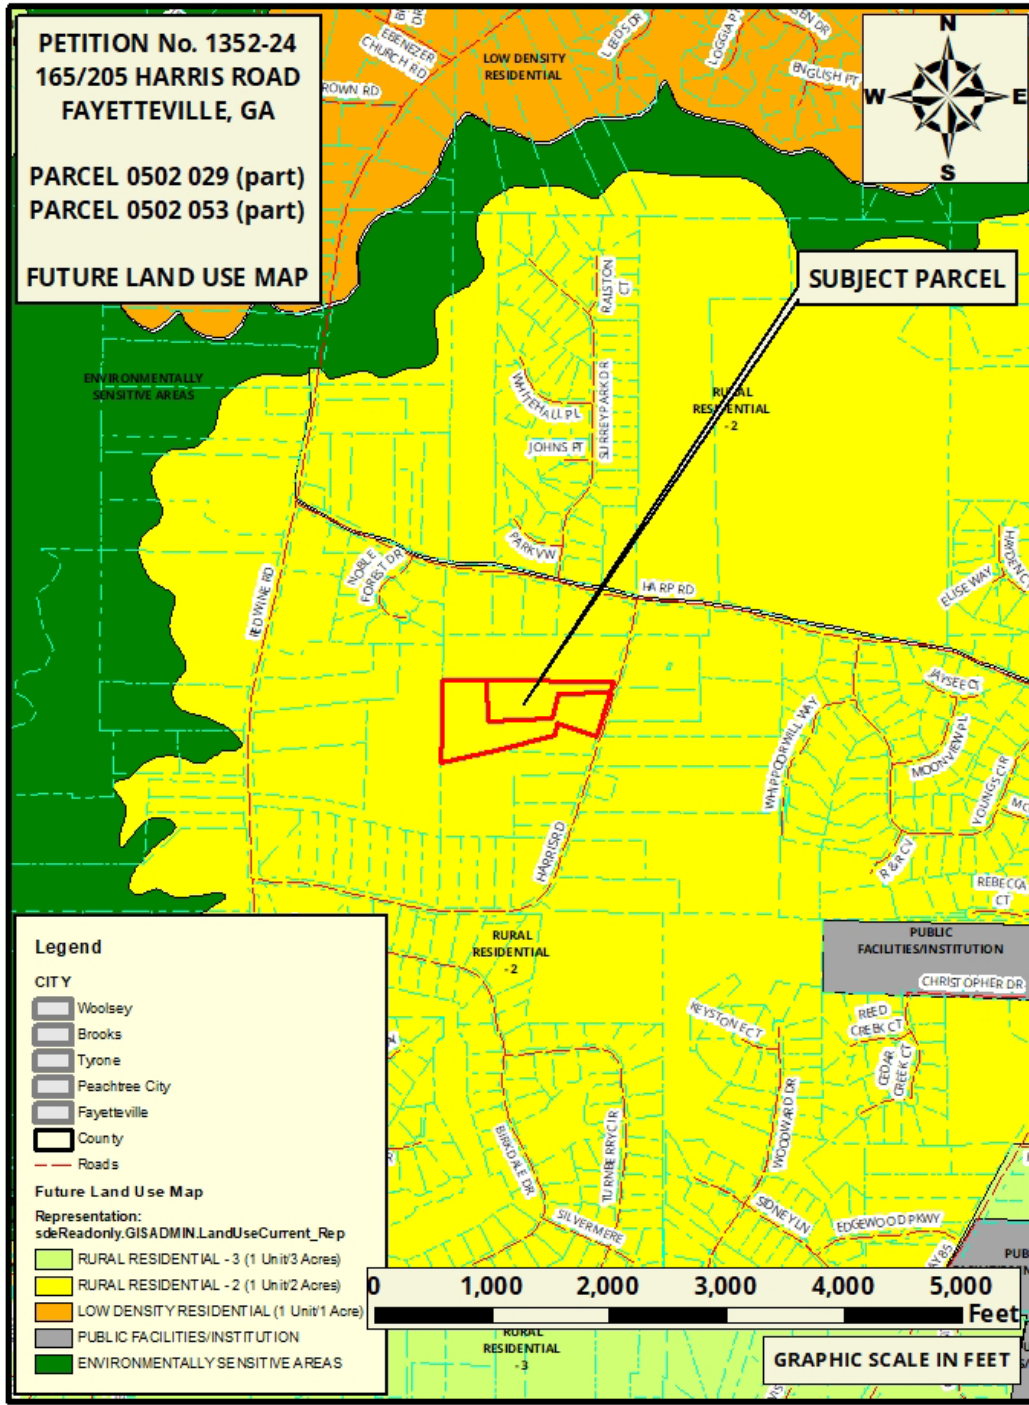 PETITION No. 1352-24
165/205 HARRIS ROAD
FAYETTEVILLE, GA
PARCEL 0502 029 (part)
PARCEL 0502 053 (part)
FUTURE LAND USE MAP
EBENEZER
CHURCH RD
LOW DENSITY
RESIDENTIAL
LEEDS DR
ENGLISH PT
N
W
E
S
SUBJECT PARCEL
RALSTON
CT
ENVIRONMENTALLY
SENSITIVE AREAS
WHITEHALL PL
SURREY PARK DR
RURAL
RESIDENTIAL
- 2
JOHNS PT
PARK VW
NOBLE
FOREST DR
HARP RD
REDWINE RD
ELISE WAY
JAYSEE CT
WHIPPOORWILL WAY
MOONVIEW PL
YOUNGS CIR
HARRIS RD
R & R CV
REBECCA
CT
RURAL
RESIDENTIAL
- 2
PUBLIC
FACILITIES/INSTITUTION
CHRISTOPHER DR
KEYSTONE CT
REED
CREEK CT
CEDAR
CREEK CT
WOODWARD DR
BIRKDALE DR
TURNBERRY CIR
SILVERMERE
SIDNEY LN
EDGEWOOD PKWY
Legend
CITY
Woolsey
Brooks
Tyrone
Peachtree City
Fayetteville
County
Roads
Future Land Use Map
Representation:
sdeReadonly.GISADMIN.LandUseCurrent_Rep
RURAL RESIDENTIAL - 3 (1 Unit/3 Acres)
RURAL RESIDENTIAL - 2 (1 Unit/2 Acres)
LOW DENSITY RESIDENTIAL (1 Unit/1 Acre)
PUBLIC FACILITIES/INSTITUTION
ENVIRONMENTALLY SENSITIVE AREAS
0
1,000
2,000
3,000
4,000
5,000
Feet
RURAL
RESIDENTIAL
- 3
GRAPHIC SCALE IN FEET